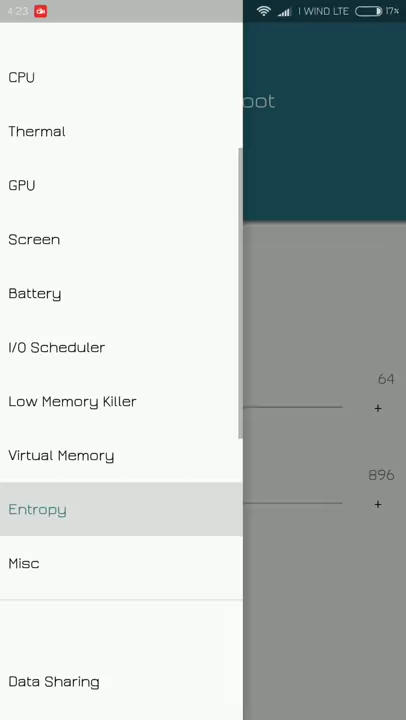 4:23
I WIND LTE
17%
oot
CPU
Thermal
GPU
Screen
Battery
I/O Scheduler
64
Low Memory Killer
+
Virtual Memory
896
Entropy
+
Misc
Data Sharing